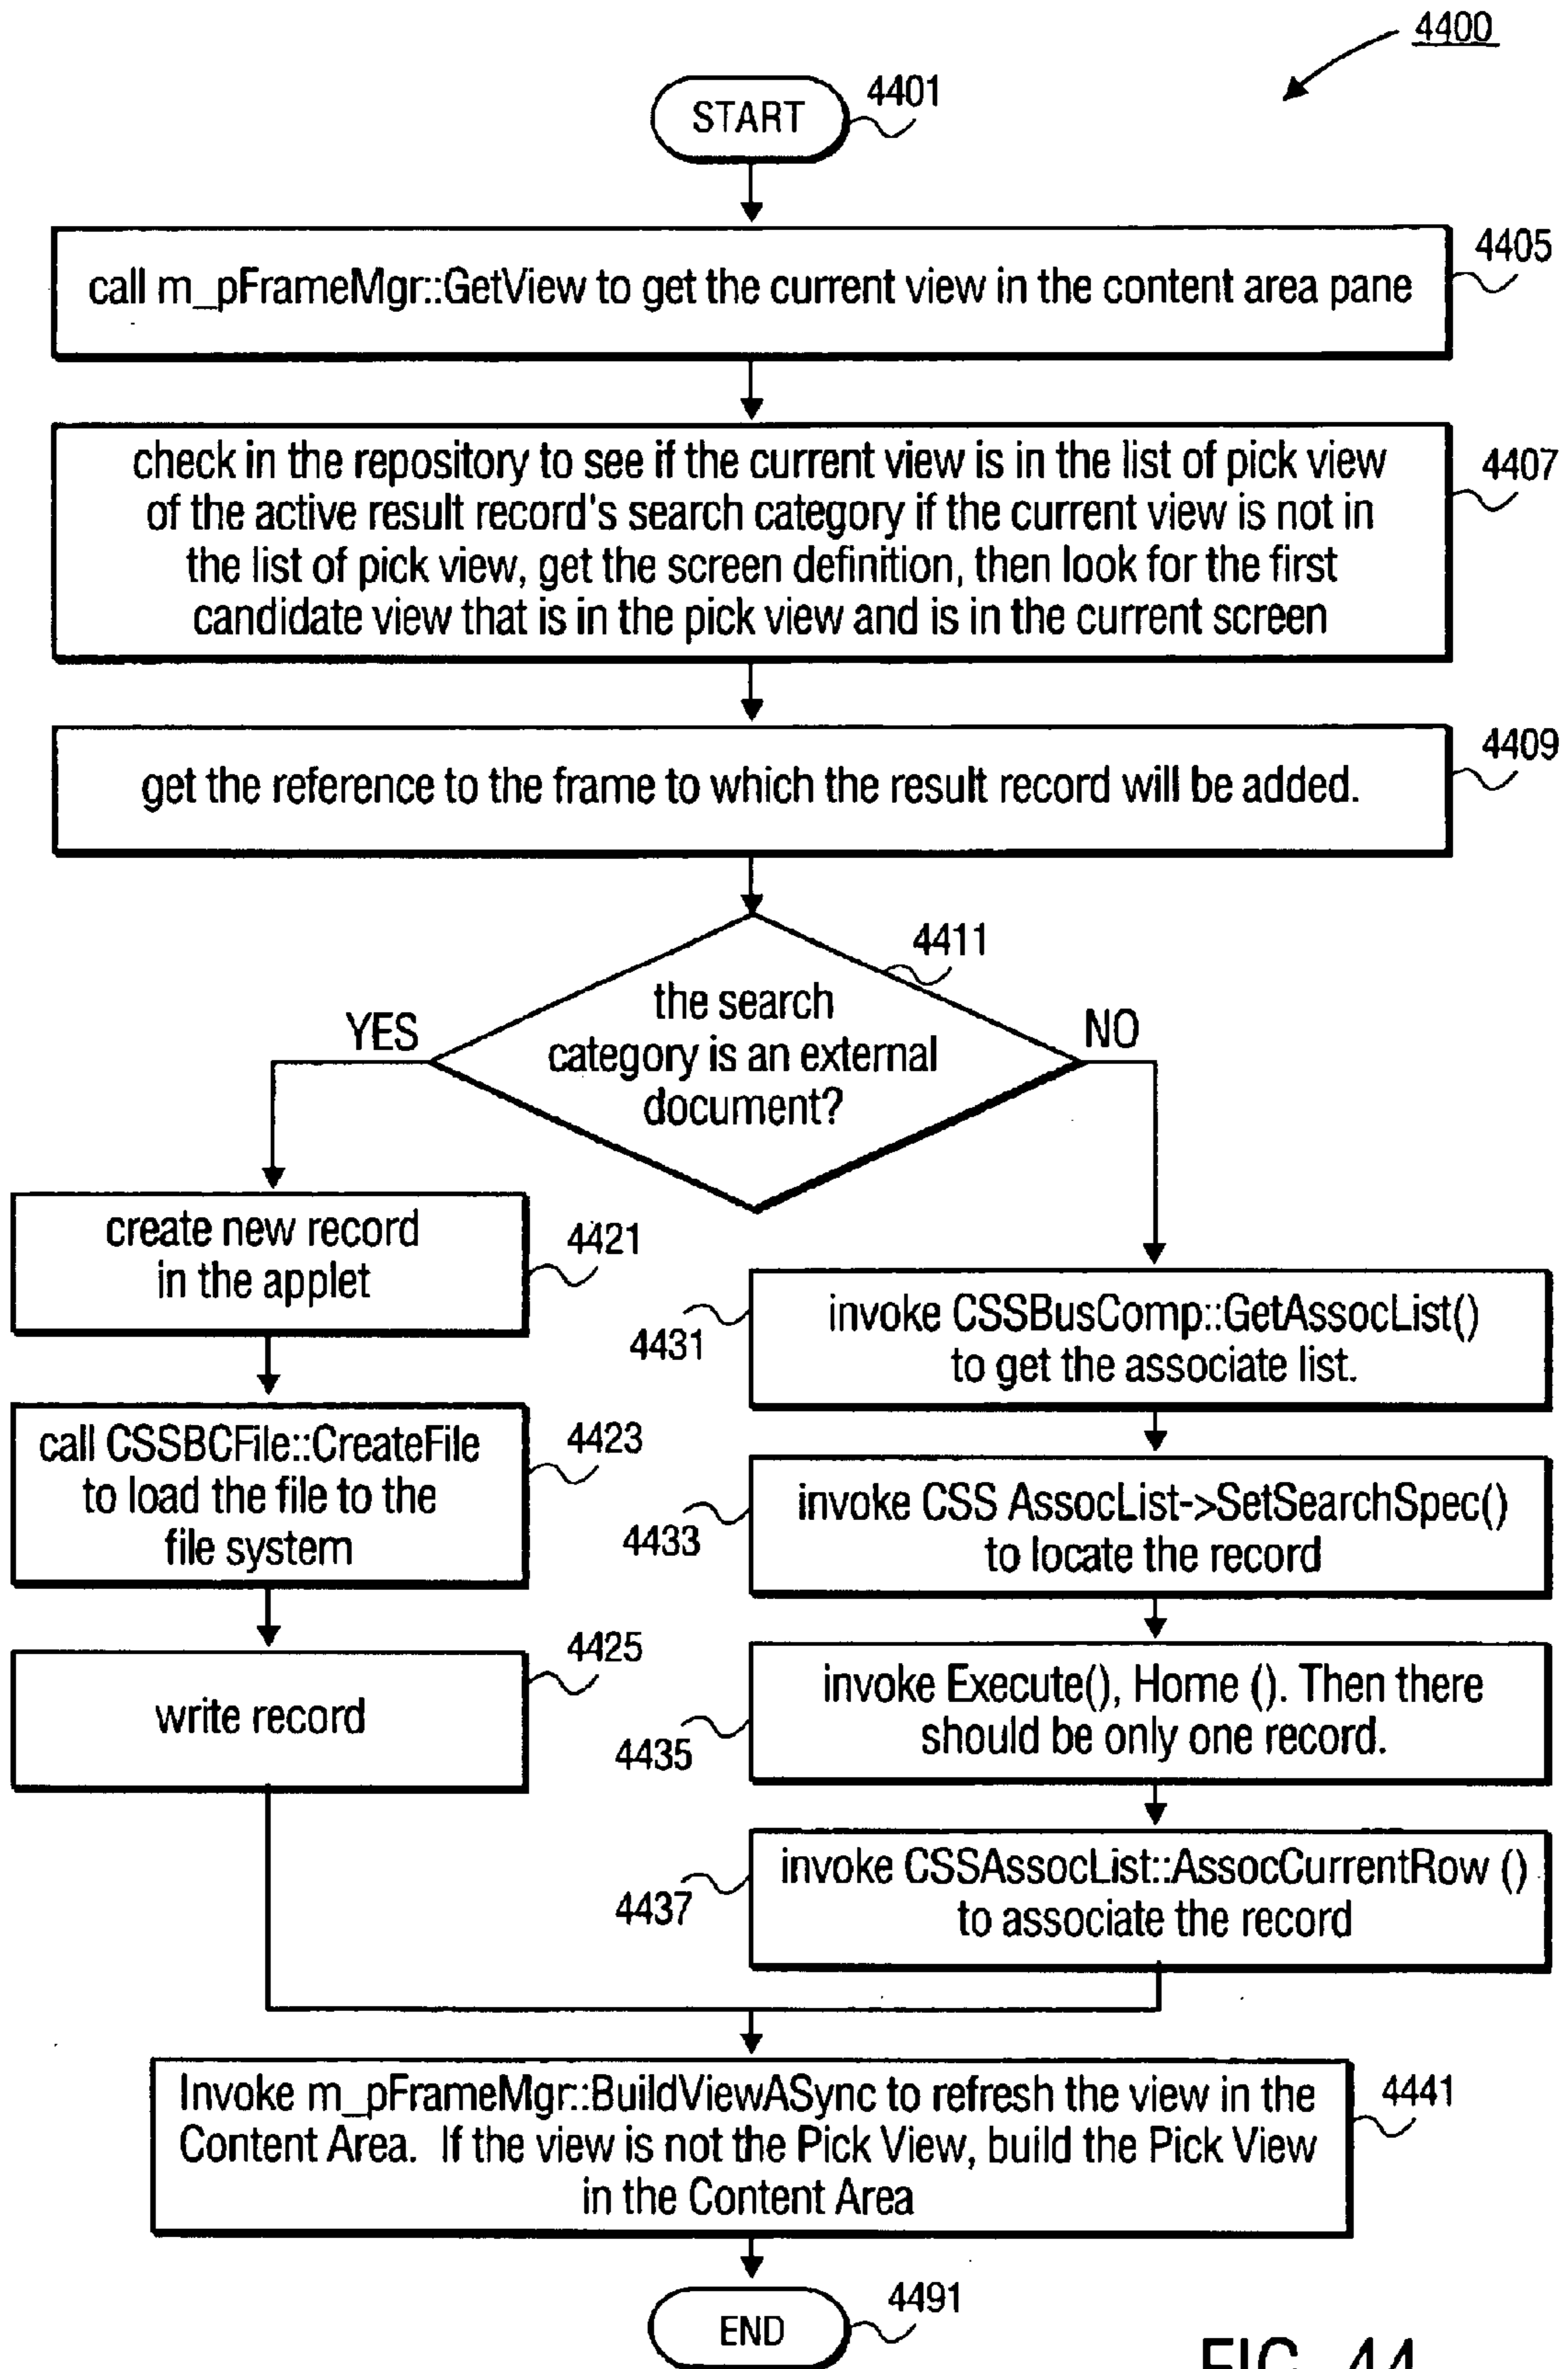 4400
START
4401
call m_pFrameMgr::GetView to get the current view in the content area pane
4405
check in the repository to see if the current view is in the list of pick view
of the active result record's search category if the current view is not in
the list of pick view, get the screen definition, then look for the first
candidate view that is in the pick view and is in the current screen
4407
get the reference to the frame to which the result record will be added.
4409
4411
the search
category is an external
document?
YES
NO
create new record
in the applet
4421
call CSSBCFile::CreateFile
to load the file to the
file system
4423
write record
4425
invoke CSSBusComp::GetAssocList()
to get the associate list.
4431
invoke CSS AssocList->SetSearchSpec()
to locate the record
4433
invoke Execute(), Home (). Then there
should be only one record.
4435
invoke CSSAssocList::AssocCurrentRow ()
to associate the record
4437
Invoke m_pFrameMgr::BuildViewASync to refresh the view in the
Content Area. If the view is not the Pick View, build the Pick View
in the Content Area
4441
END
4491
FIG. 44